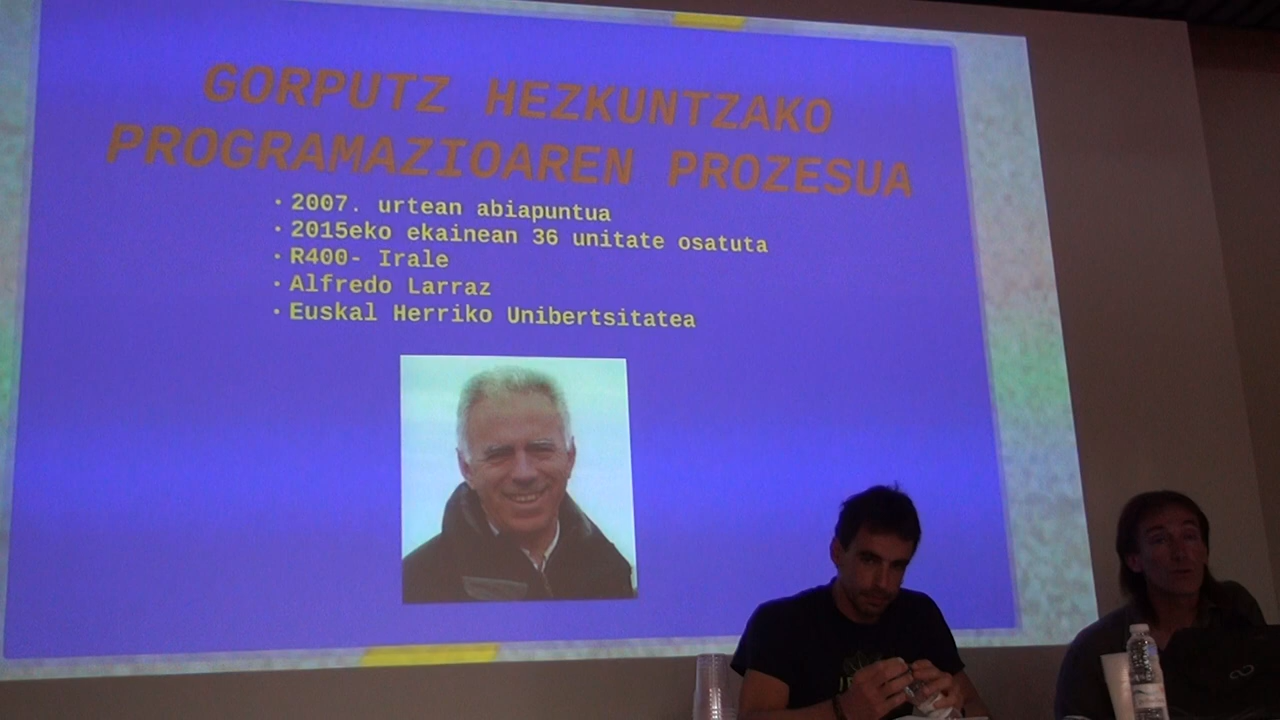 GORPUTZ HEZKUNTZAKO
PROGRAMAZIOAREN PROZESUA
• 2007. urtean abiapuntua
• 2015eko ekainean 36 unitate osatuta
• R400- Irale
• Alfredo Larraz
• Euskal Herriko Unibertsitatea